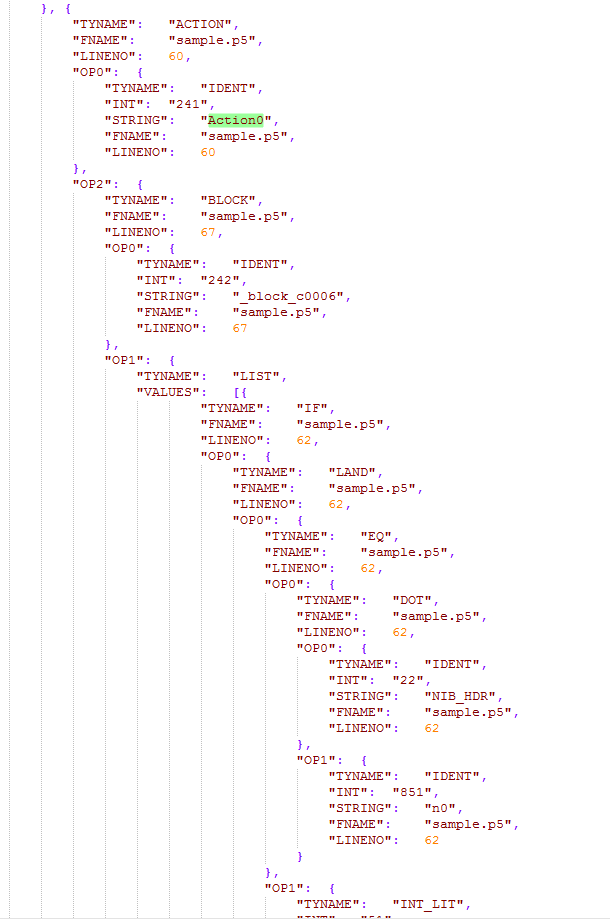 }, {
"TYNAME": "ACTION",
"FNAME": "sample.p5",
"LINENO": 60,
"OP0": {
"TYNAME": "IDENT",
"INT": "241",
"STRING": "Action0",
"FNAME": "sample.p5",
"LINENO": 60
},
"OP2": {
"TYNAME": "BLOCK",
"FNAME": "sample.p5",
"LINENO": 67,
"OP0": {
"TYNAME": "IDENT",
"INT": "242",
"STRING": "_block_c0006",
"FNAME": "sample.p5",
"LINENO": 67
},
"OP1": {
"TYNAME": "LIST",
"VALUES": [{
"TYNAME": "IF",
"FNAME": "sample.p5",
"LINENO": 62,
"OP0": {
"TYNAME": "LAND",
"FNAME": "sample.p5",
"LINENO": 62,
"OP0": {
"TYNAME": "EQ",
"FNAME": "sample.p5",
"LINENO": 62,
"OP0": {
"TYNAME": "DOT",
"FNAME": "sample.p5",
"LINENO": 62,
"OP0": {
"TYNAME": "IDENT",
"INT": "22",
"STRING": "NIB_HDR",
"FNAME": "sample.p5",
"LINENO": 62
},
"OP1": {
"TYNAME": "IDENT",
"INT": "851",
"STRING": "n0",
"FNAME": "sample.p5",
"LINENO": 62
}
},
"OP1": {
"TYNAME": "INT_LIT",